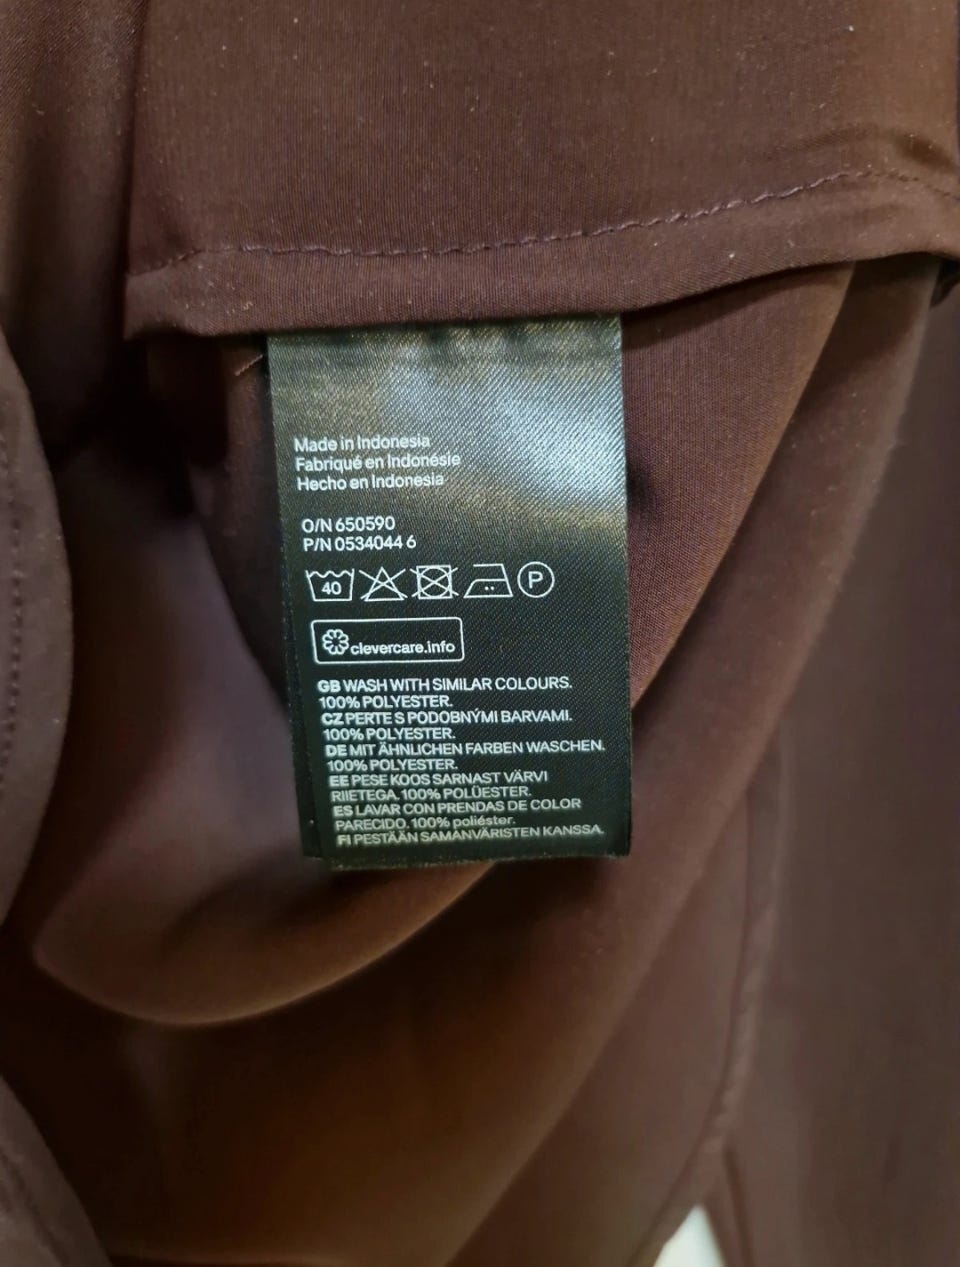 Made in Indonesia
Fabriqué en Indonésie
Hecho en Indonesia
O/N 650590
P/N 0534044 6
40 P
clevercare.info
GB WASH WITH SIMILAR COLOURS.
100% POLYESTER.
CZ PERTE S PODOBNÝMI BARVAMI.
100% POLYESTER.
DE MIT ÄHNLICHEN FARBEN WASCHEN.
100% POLYESTER.
EE PESE KOOS SARNAST VÄRVI
RIIETEGA. 100% POLÜESTER.
ES LAVAR CON PRENDAS DE COLOR
PARECIDO. 100% poliéster.
FI PESTÄÄN SAMANVÄRISTEN KANSSA.